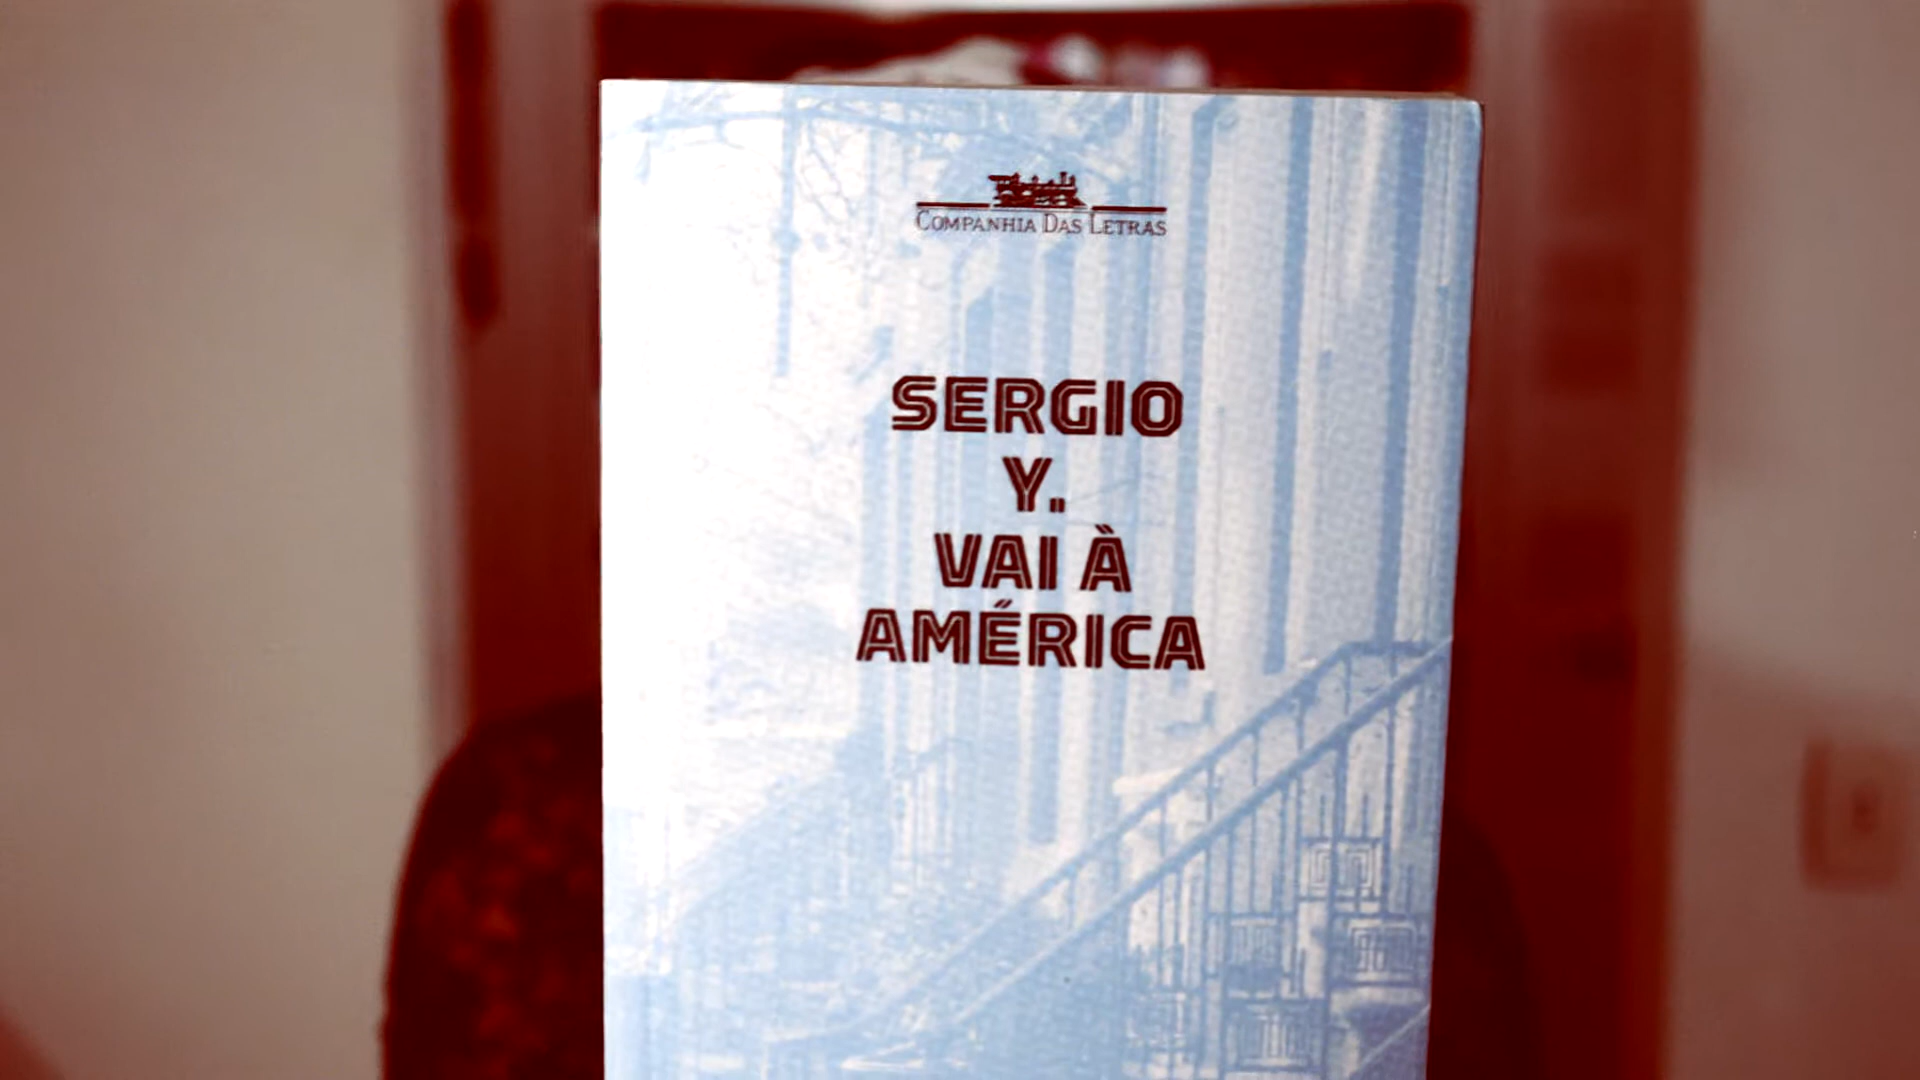 COMPANHIA DAS LETRAS
SERGIO
Y.
VAI À
AMÉRICA